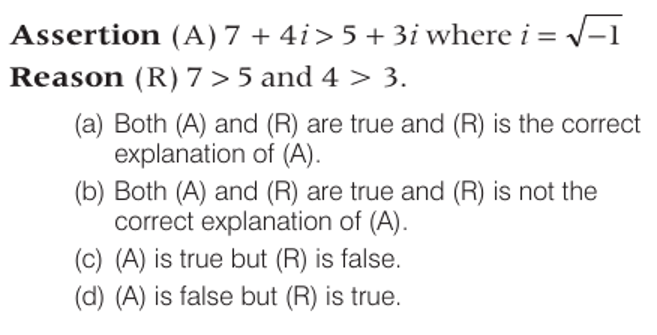 Assertion (A) 7 + 4i > 5 + 3i where i = √−1
Reason (R) 7 > 5 and 4 > 3.
(a) Both (A) and (R) are true and (R) is the correct
explanation of (A).
(b) Both (A) and (R) are true and (R) is not the
correct explanation of (A).
(c) (A) is true but (R) is false.
(d) (A) is false but (R) is true.